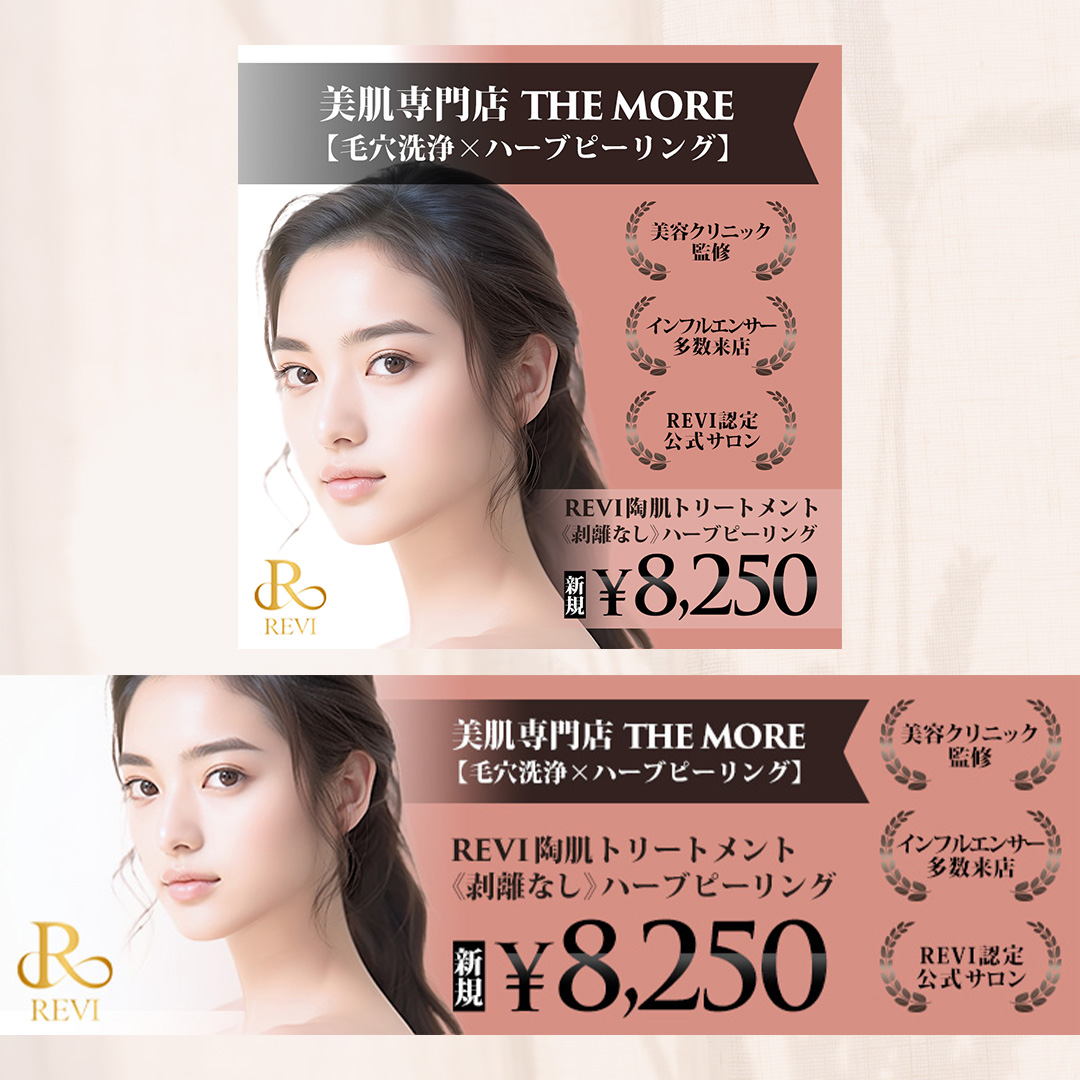 美肌専門店 THE MORE
【毛穴洗浄×ハーブピーリング】
美容クリニック
監修
インフルエンサー
多数来店
REVI認定
公式サロン
REVI陶肌トリートメント
《剥離なし》ハーブピーリング
新規 ¥8,250
R
REVI
美肌専門店 THE MORE
【毛穴洗浄×ハーブピーリング】
美容クリニック
監修
インフルエンサー
多数来店
REVI認定
公式サロン
REVI陶肌トリートメント
《剥離なし》ハーブピーリング
新規 ¥8,250
R
REVI